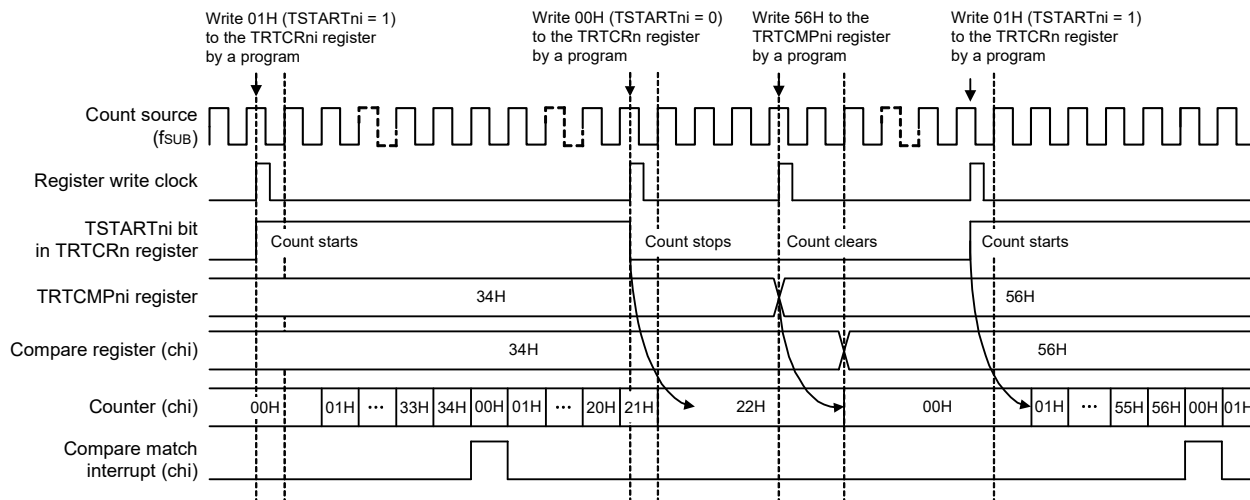 Write 01H (TSTARTni = 1)
to the TRTCRni register
by a program
Write 00H (TSTARTni = 0)
to the TRTCRn register
by a program
Write 56H to the
TRTCMPni register
by a program
Write 01H (TSTARTni = 1)
to the TRTCRn register
by a program
Count source
(fSUB)
Register write clock
TSTARTni bit
in TRTCRn register
Count starts
Count stops
Count clears
Count starts
TRTCMPni register
34H
56H
Compare register (chi)
34H
56H
Counter (chi)
00H 01H ··· 33H 34H 00H 01H ··· 20H 21H 22H 00H 01H ··· 55H 56H 00H 01H
Compare match
interrupt (chi)